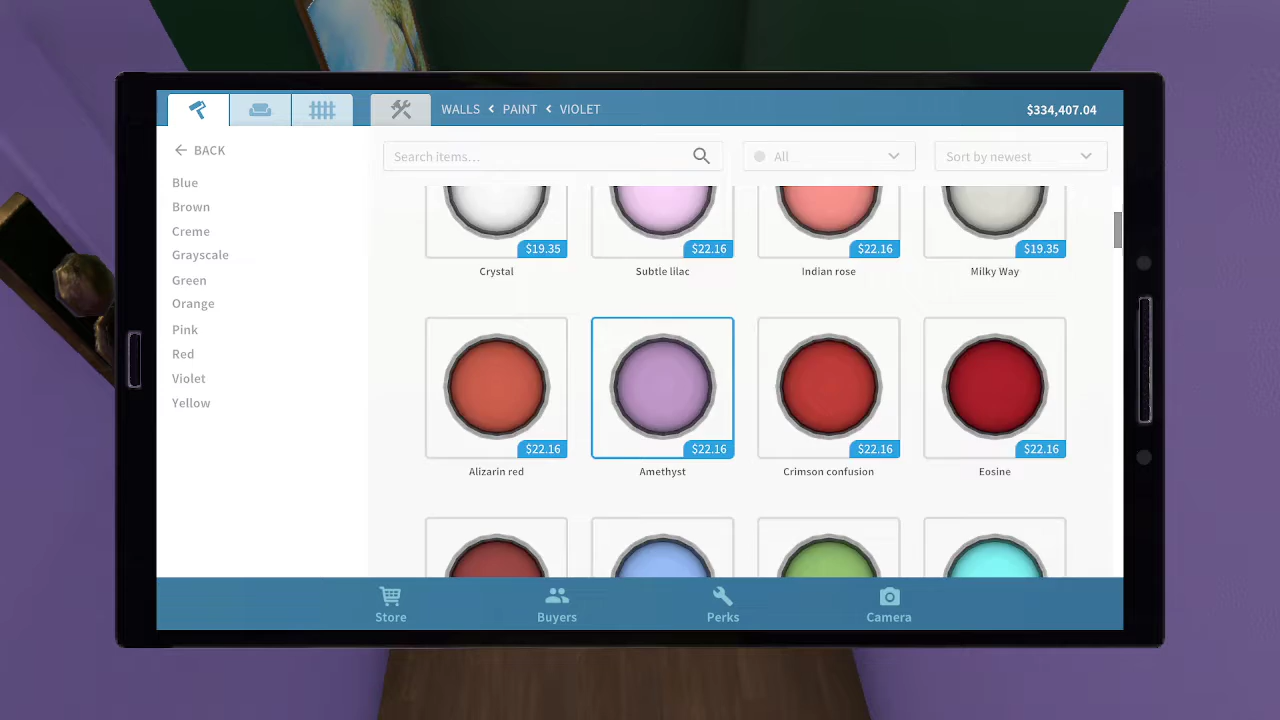 WALLS < PAINT < VIOLET
$334,407.04
BACK
Search items...
All
Sort by newest
Blue
Brown
Creme
Grayscale
Green
Orange
Pink
Red
Violet
Yellow
$19.35
$22.16
$22.16
$19.35
Crystal
Subtle lilac
Indian rose
Milky Way
$22.16
$22.16
$22.16
$22.16
Alizarin red
Amethyst
Crimson confusion
Eosine
Store
Buyers
Perks
Camera